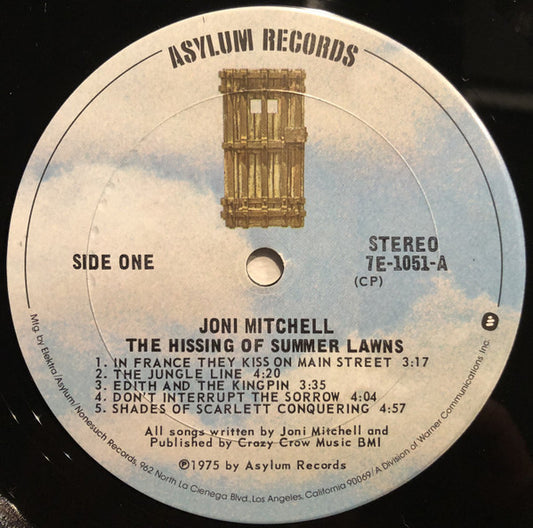 ASYLUM RECORDS
SIDE ONE
STEREO
7E-1051-A
(CP)
JONI MITCHELL
THE HISSING OF SUMMER LAWNS
1. IN FRANCE THEY KISS ON MAIN STREET 3:17
2. THE JUNGLE LINE 4:20
3. EDITH AND THE KINGPIN 3:35
4. DON'T INTERRUPT THE SORROW 4:04
5. SHADES OF SCARLETT CONQUERING 4:57
All songs written by Joni Mitchell and
Published by Crazy Crow Music BMI
℗1975 by Asylum Records
Mfg. by Elektra/Asylum/Nonesuch Records, 962 North La Cienega Blvd., Los Angeles, California 90069/A Division of Warner Communications Inc.